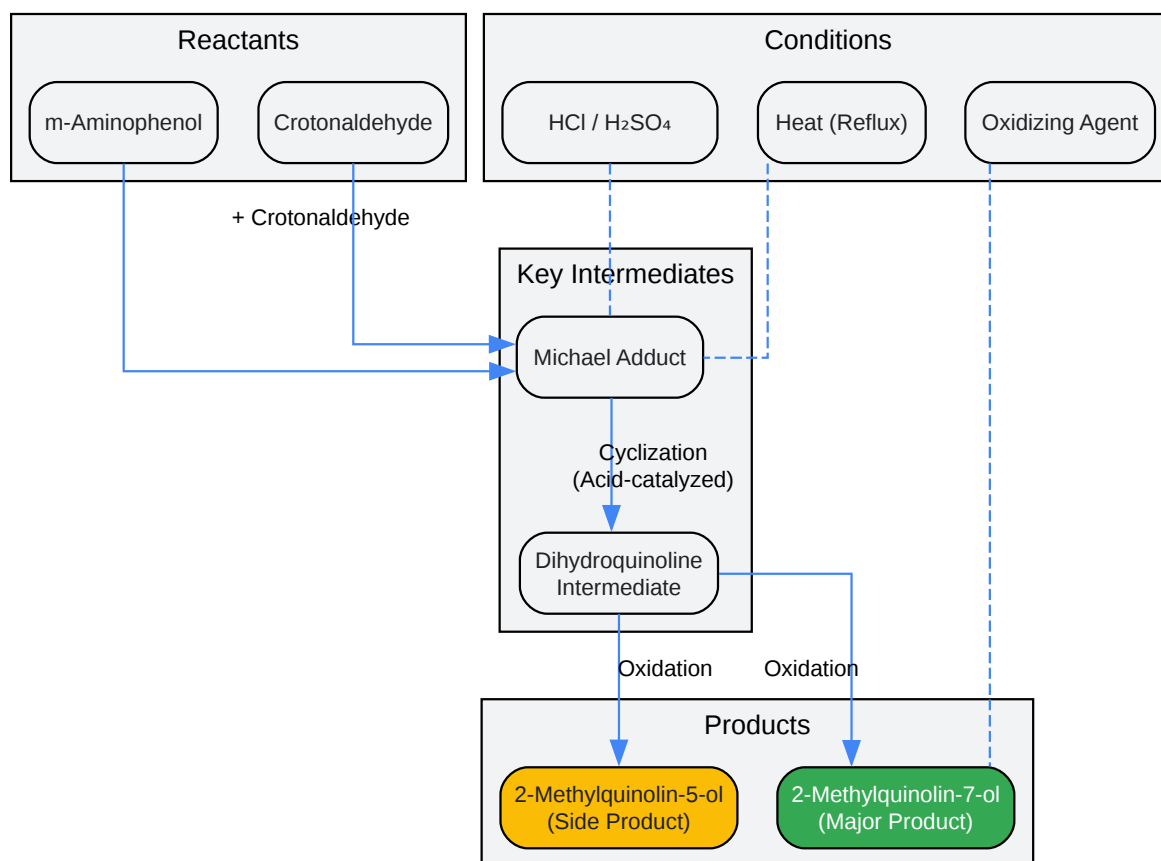 Reactants
Conditions
m-Aminophenol
Crotonaldehyde
HCl / H₂SO₄
Heat (Reflux)
Oxidizing Agent
+ Crotonaldehyde
Key Intermediates
Michael Adduct
Cyclization
(Acid-catalyzed)
Dihydroquinoline
Intermediate
Oxidation
Oxidation
Products
2-Methylquinolin-5-ol
(Side Product)
2-Methylquinolin-7-ol
(Major Product)